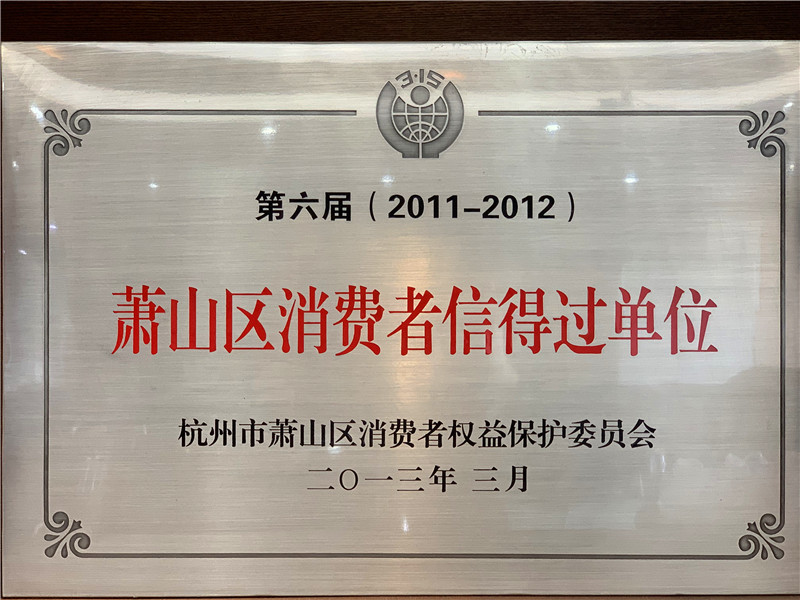 3·15
第六届（2011-2012）
萧山区消费者信得过单位
杭州市萧山区消费者权益保护委员会
二〇一三年 三月